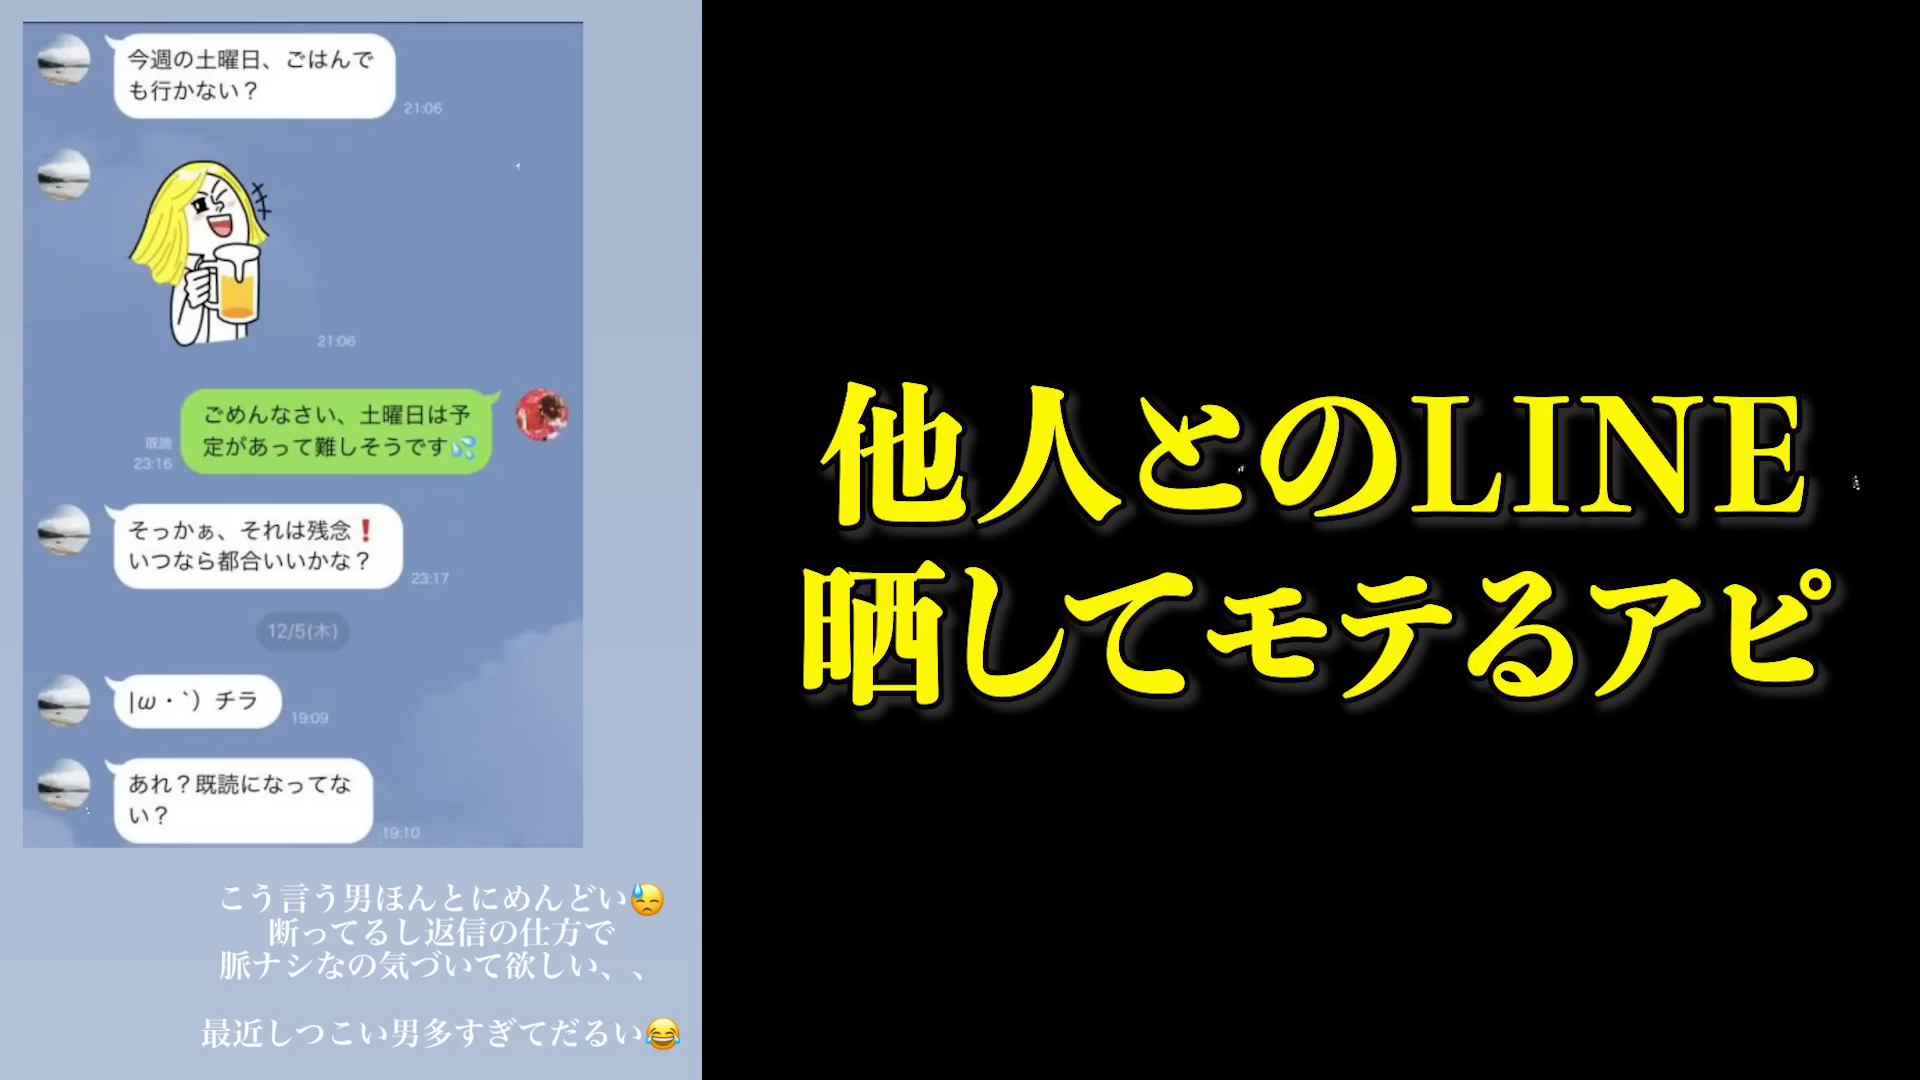 今週の土曜日、ごはんで
も行かない？
21:06
21:06
ごめんなさい、土曜日は予
定があって難しそうです💦
既読
23:16
そっかぁ、それは残念❗
いつなら都合いいかな？
23:17
12/5(木)
|ω・`）チラ
19:09
あれ？既読になってな
い？
19:10
こう言う男ほんとにめんどい😓
断ってるし返信の仕方で
脈ナシなの気づいて欲しい、、
最近しつこい男多すぎてだるい😂
他人とのLINE
晒してモテるアピ